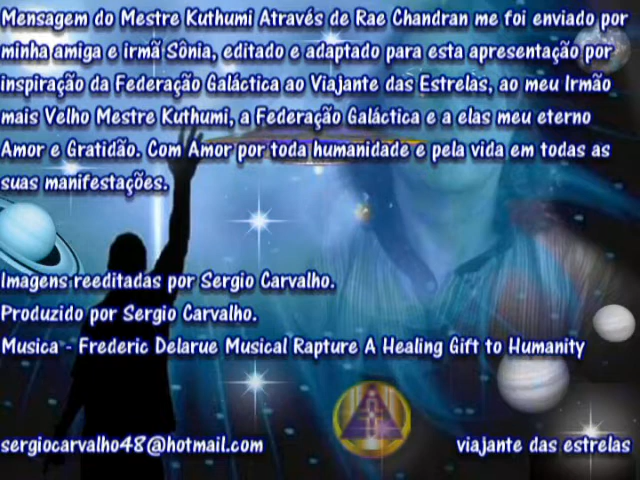 Mensagem do Mestre Kuthumi Através de Rae Chandran me foi enviado por
minha amiga e irmã Sônia, editado e adaptado para esta apresentação por
inspiração da Federação Galáctica ao Viajante das Estrelas, ao meu Irmão
mais Velho Mestre Kuthumi, a Federação Galáctica e a elas meu eterno
Amor e Gratidão. Com Amor por toda humanidade e pela vida em todas as
suas manifestações.
Imagens reeditadas por Sergio Carvalho.
Produzido por Sergio Carvalho.
Musica - Frederic Delarue Musical Rapture A Healing Gift to Humanity
sergiocarvalho48@hotmail.com
viajante das estrelas